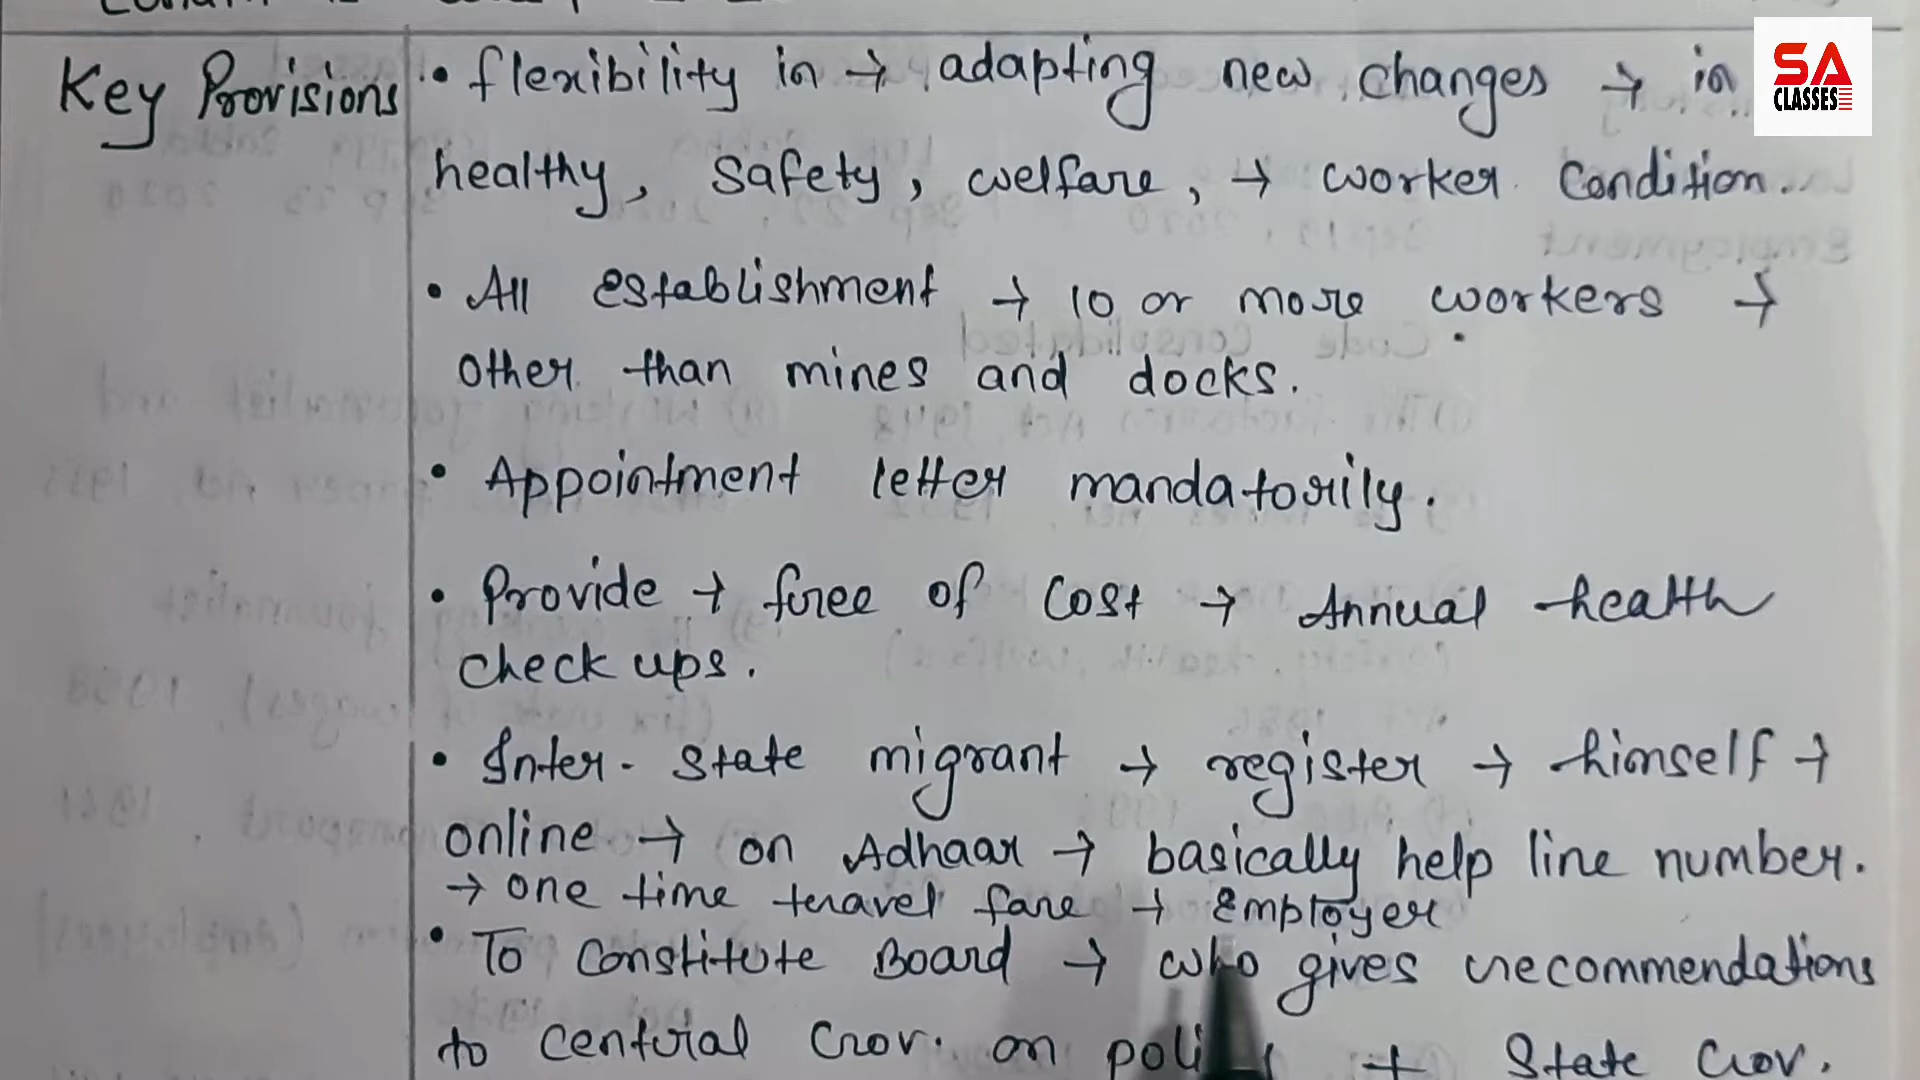 Key Provisions
• flexibility in → adapting new changes → in
healthy, Safety, welfare, → worker Condition.
• All establishment → 10 or more workers →
other than mines and docks.
• Appointment letter mandatorily.
• Provide → free of Cost → Annual health
check ups.
• Inter-State migrant → register → himself →
online → on Adhaar → basically help line number.
→ one time travel fare → Employer
• To Constitute Board → who gives recommendations
to Central Gov. on + State Gov.
SA
CLASSES